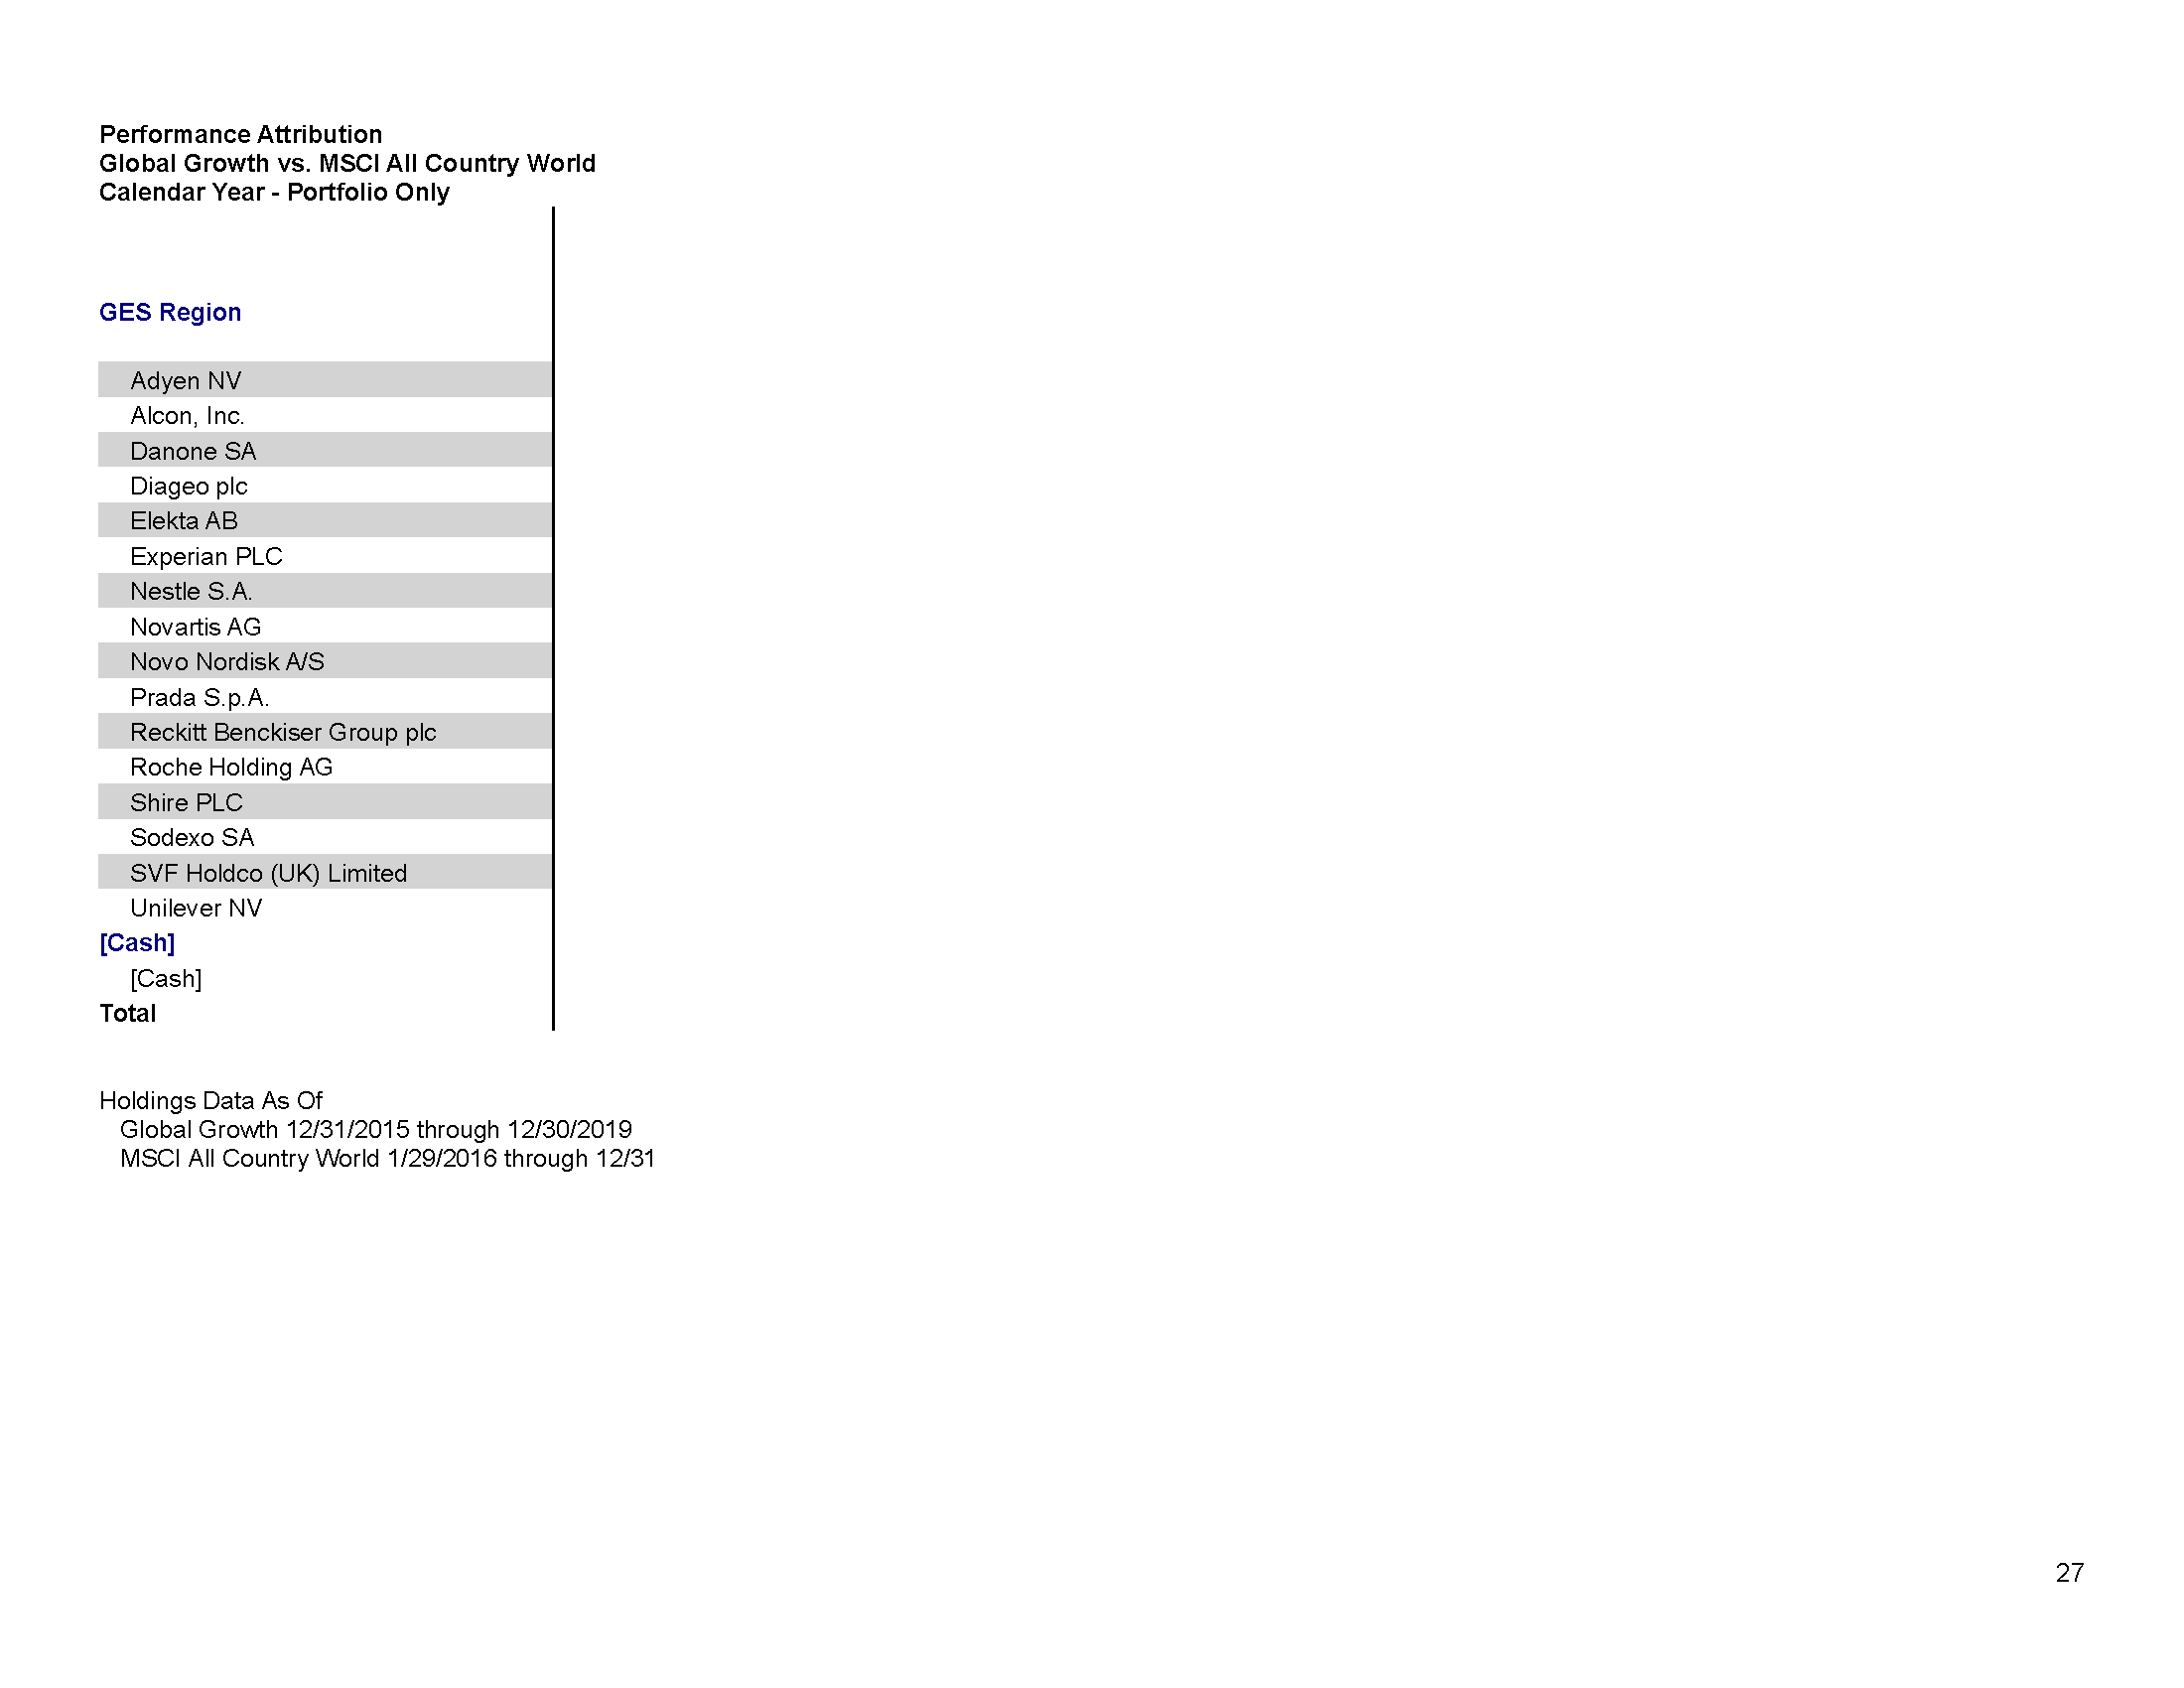 Performance Attribution
Global Growth vs. MSCI All Country World
Calendar Year - Portfolio Only
GES Region
Adyen NV
Alcon, Inc.
Danone SA
Diageo plc
Elekta AB
Experian PLC
Nestle S.A.
Novartis AG
Novo Nordisk A/S
Prada S.p.A.
Reckitt Benckiser Group plc
Roche Holding AG
Shire PLC
Sodexo SA
SVF Holdco (UK) Limited
Unilever NV
[Cash]
[Cash]
Total
Holdings Data As Of
Global Growth 12/31/2015 through 12/30/2019
MSCI All Country World 1/29/2016 through 12/31
27